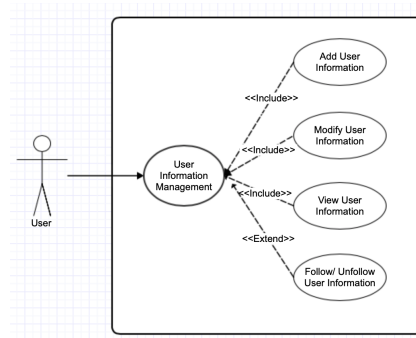 Add User
Information
<<Include>>
Modify User
Information
<<Include>>
User
Information
Management
<<Include>>
View User
Information
User
<<Extend>>
Follow/ Unfollow
User Information